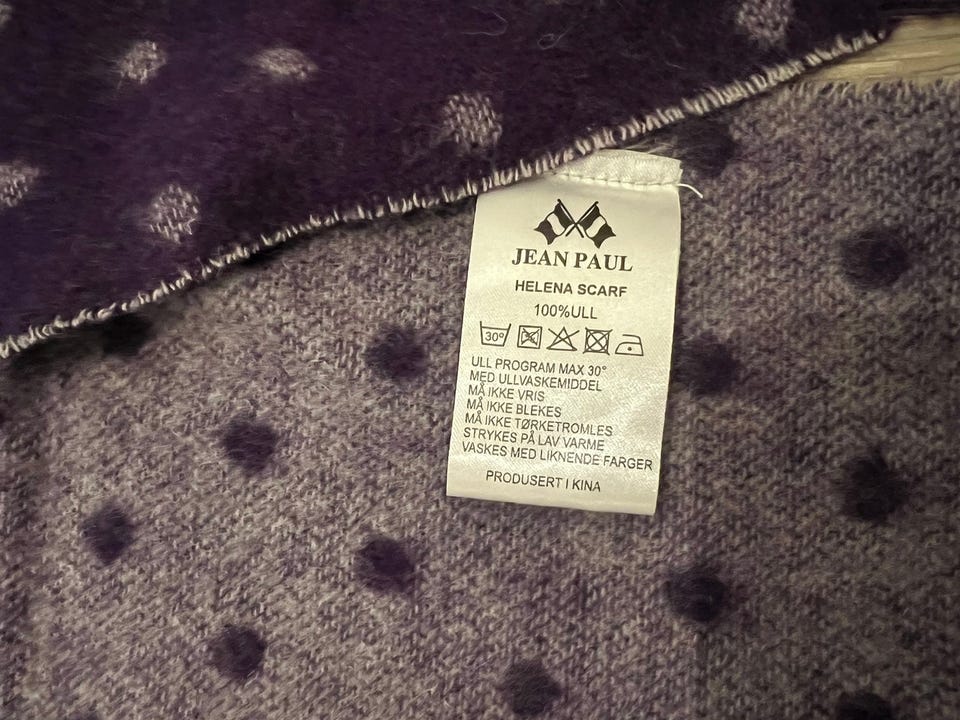 JEAN PAUL
HELENA SCARF
100%ULL
30°
ULL PROGRAM MAX 30°
MED ULLVASKEMIDDEL
MÅ IKKE VRIS
MÅ IKKE BLEKES
MÅ IKKE TØRKETROMLES
STRYKES PÅ LAV VARME
VASKES MED LIKNENDE FARGER
PRODUSERT I KINA